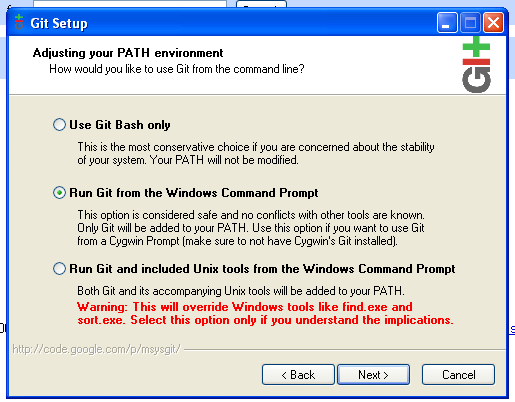 Git Setup
Adjusting your PATH environment
How would you like to use Git from the command line?
GIT
Use Git Bash only
This is the most conservative choice if you are concerned about the stability
of your system. Your PATH will not be modified.
Run Git from the Windows Command Prompt
This option is considered safe and no conflicts with other tools are known.
Only Git will be added to your PATH. Use this option if you want to use Git
from a Cygwin Prompt (make sure to not have Cygwin's Git installed).
Run Git and included Unix tools from the Windows Command Prompt
Both Git and its accompanying Unix tools will be added to your PATH.
Warning: This will override Windows tools like find.exe and
sort.exe. Select this option only if you understand the implications.
http://code.google.com/p/msysgit/
< Back
Next >
Cancel